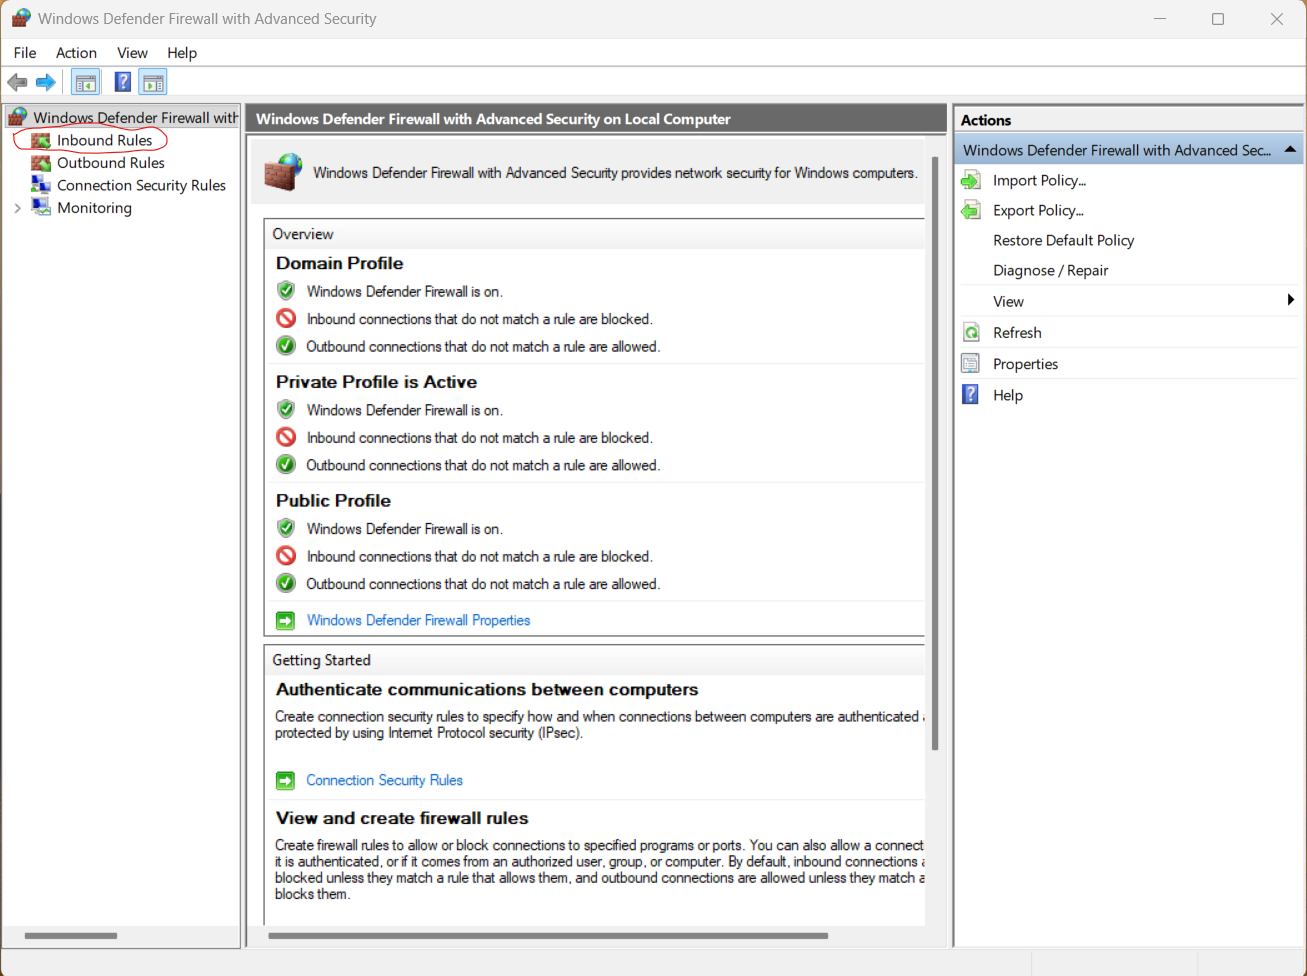 Windows Defender Firewall with Advanced Security
File Action View Help
Windows Defender Firewall with
Inbound Rules
Outbound Rules
Connection Security Rules
Monitoring
Windows Defender Firewall with Advanced Security on Local Computer
Windows Defender Firewall with Advanced Security provides network security for Windows computers.
Overview
Domain Profile
Windows Defender Firewall is on.
Inbound connections that do not match a rule are blocked.
Outbound connections that do not match a rule are allowed.
Private Profile is Active
Windows Defender Firewall is on.
Inbound connections that do not match a rule are blocked.
Outbound connections that do not match a rule are allowed.
Public Profile
Windows Defender Firewall is on.
Inbound connections that do not match a rule are blocked.
Outbound connections that do not match a rule are allowed.
Windows Defender Firewall Properties
Getting Started
Authenticate communications between computers
Create connection security rules to specify how and when connections between computers are authenticated
protected by using Internet Protocol security (IPsec).
Connection Security Rules
View and create firewall rules
Create firewall rules to allow or block connections to specified programs or ports. You can also allow a connect
it is authenticated, or if it comes from an authorized user, group, or computer. By default, inbound connections
blocked unless they match a rule that allows them, and outbound connections are allowed unless they match a
blocks them.
Actions
Windows Defender Firewall with Advanced Sec...
Import Policy...
Export Policy...
Restore Default Policy
Diagnose / Repair
View
Refresh
Properties
Help